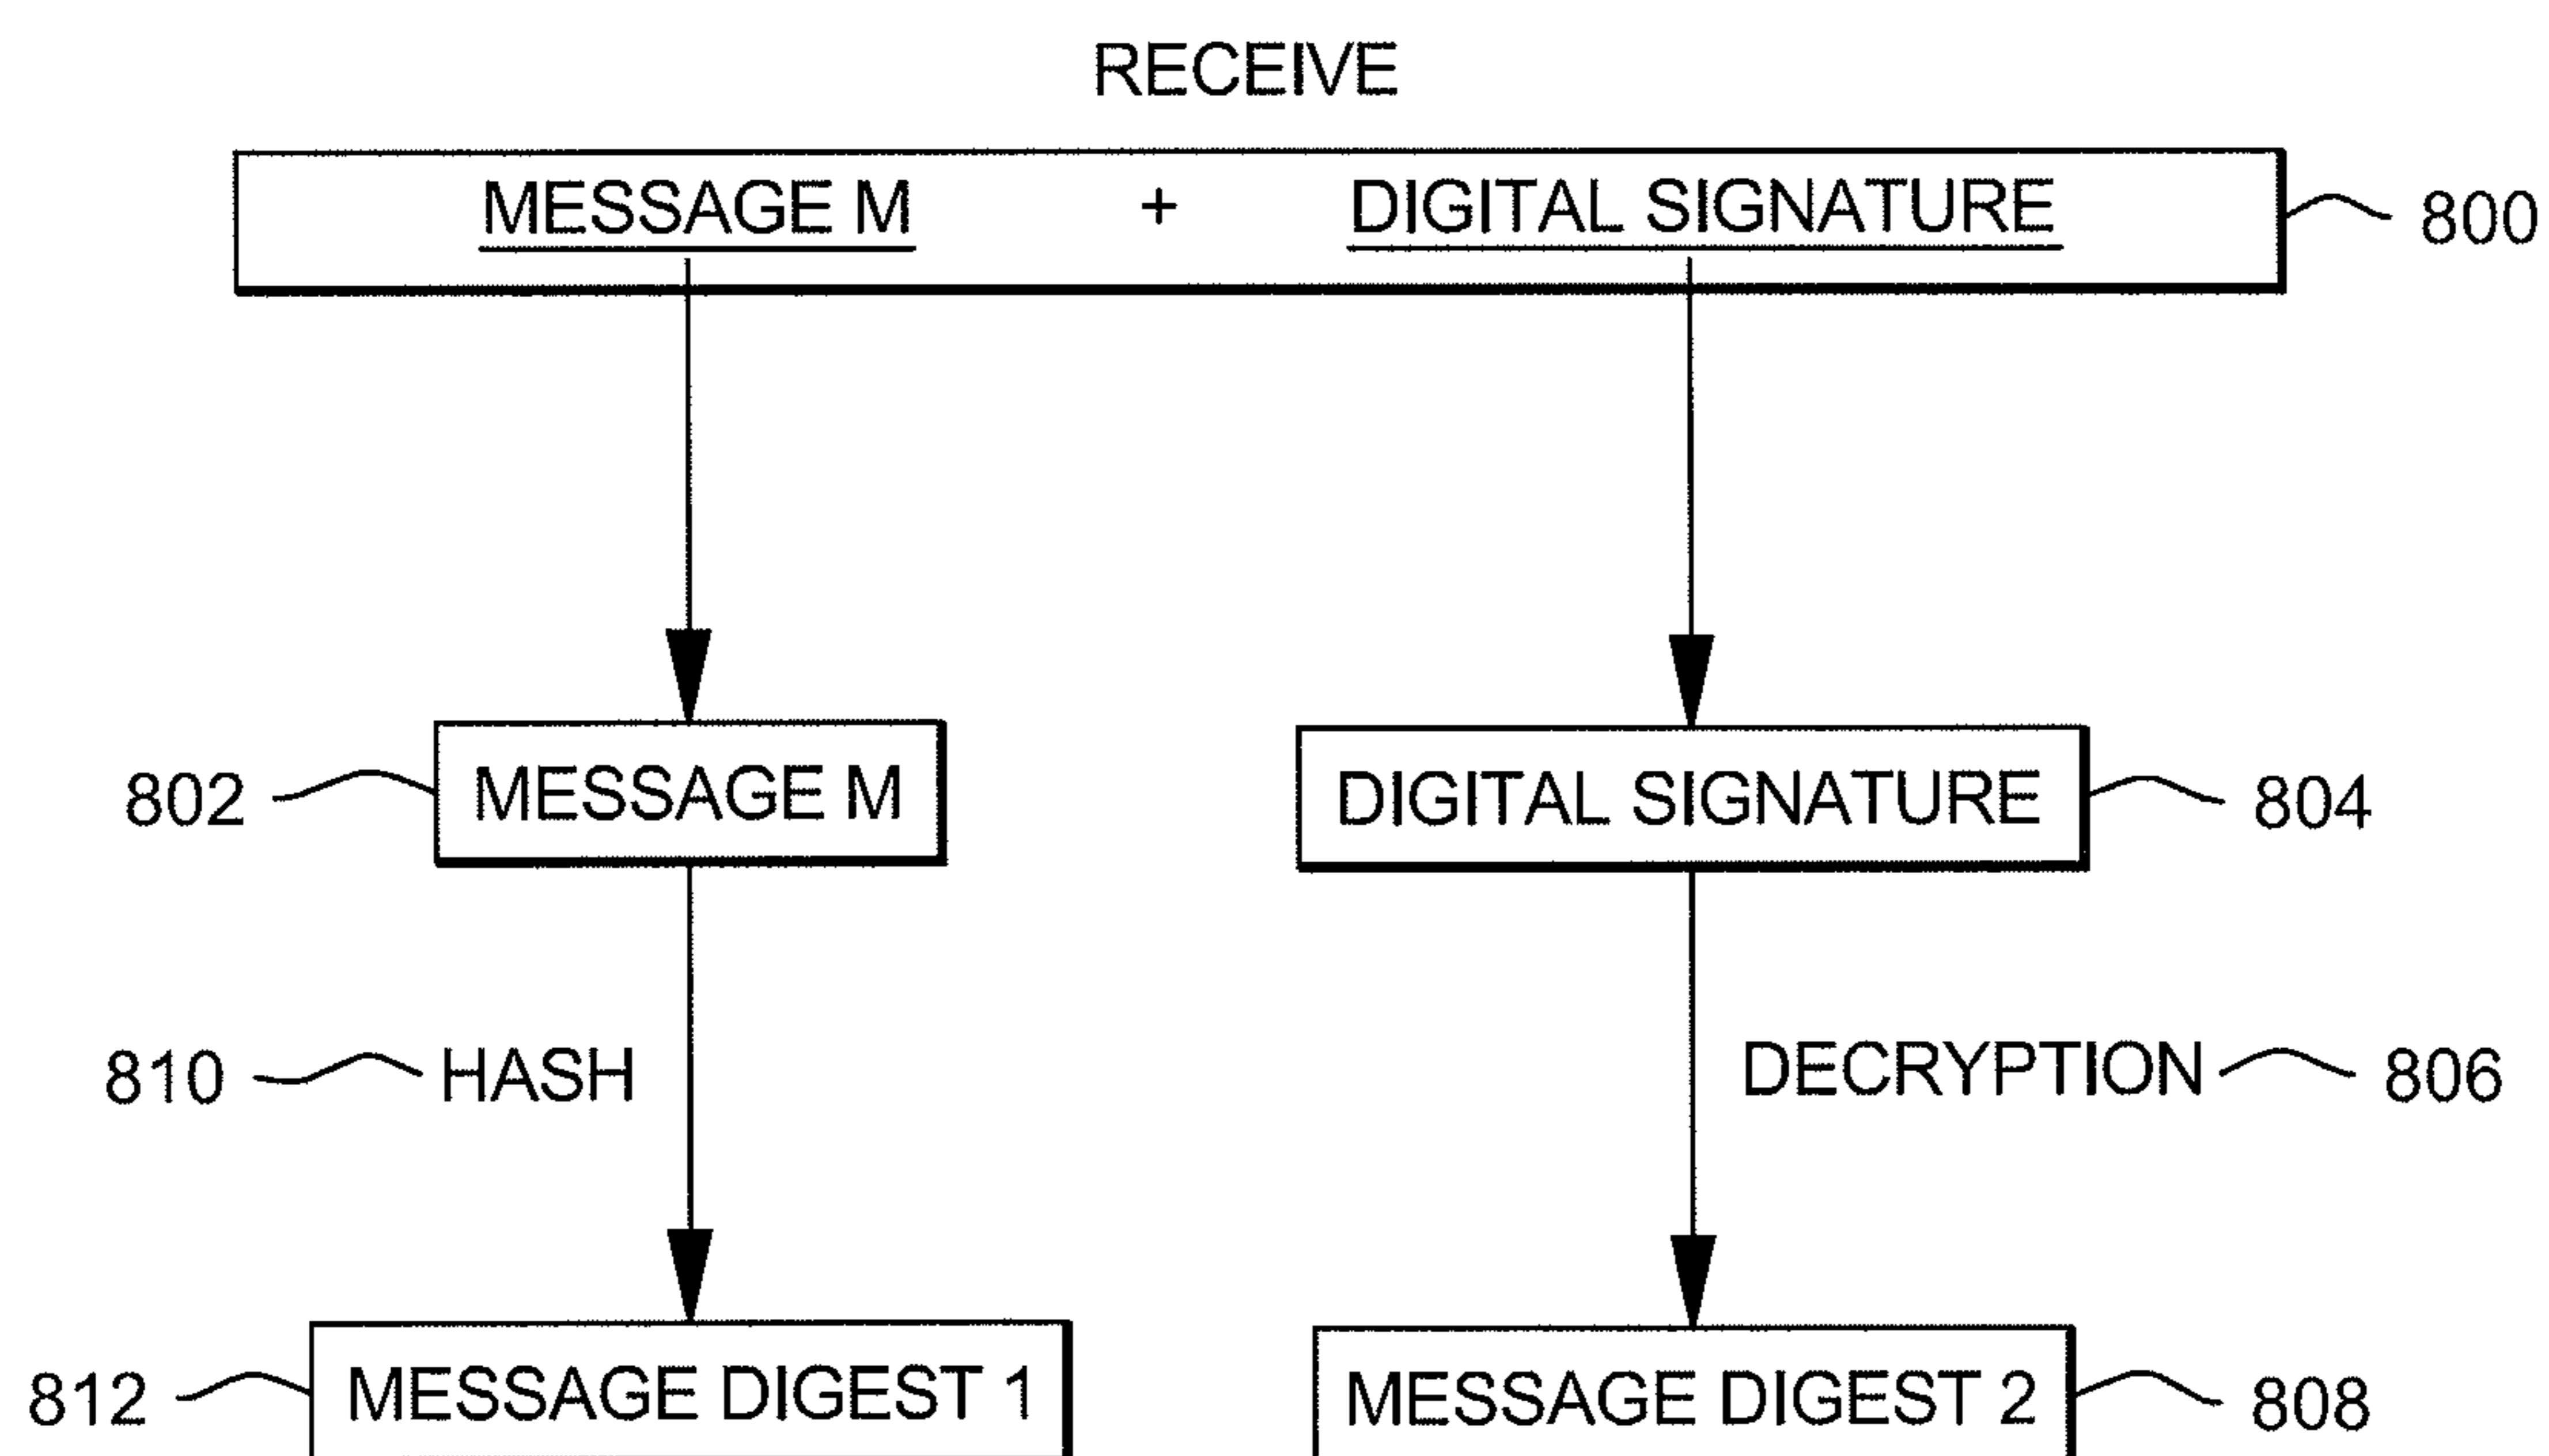 RECEIVE
MESSAGE M + DIGITAL SIGNATURE 800
802 MESSAGE M DIGITAL SIGNATURE 804
810 HASH DECRYPTION 806
812 MESSAGE DIGEST 1 MESSAGE DIGEST 2 808